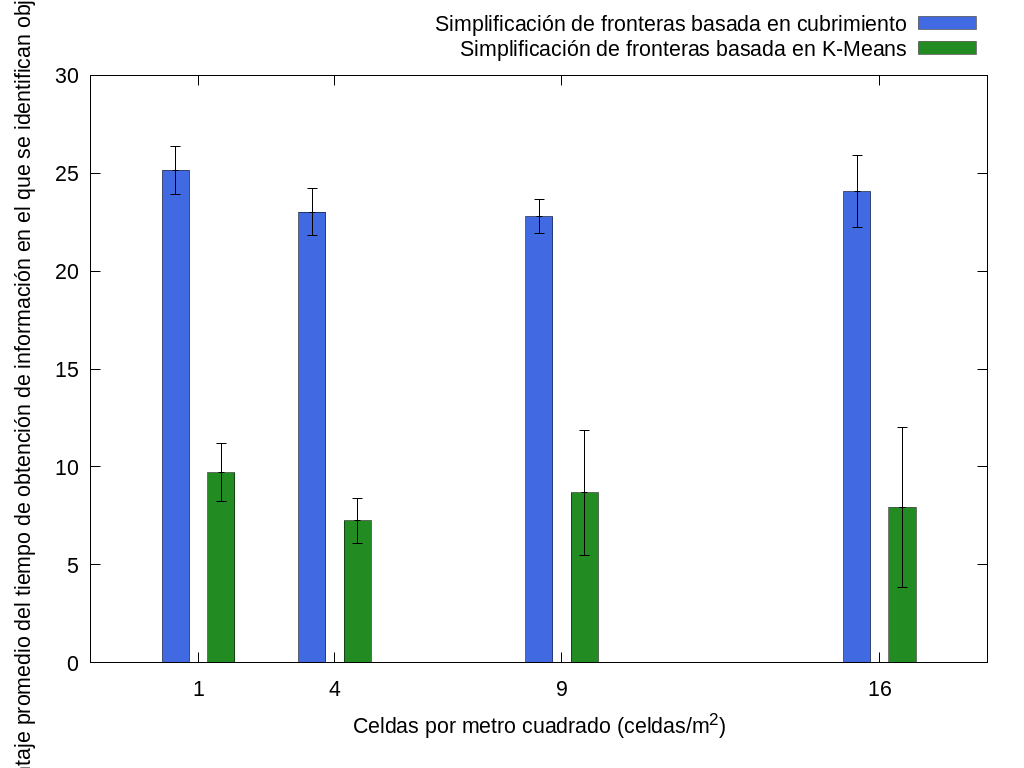 Simplificación de fronteras basada en cubrimiento
Simplificación de fronteras basada en K-Means
30
25
20
15
10
5
0
promedio del tiempo de obtención de información en el que se identifican
1
4
9
16
Celdas por metro cuadrado (celdas/m²)